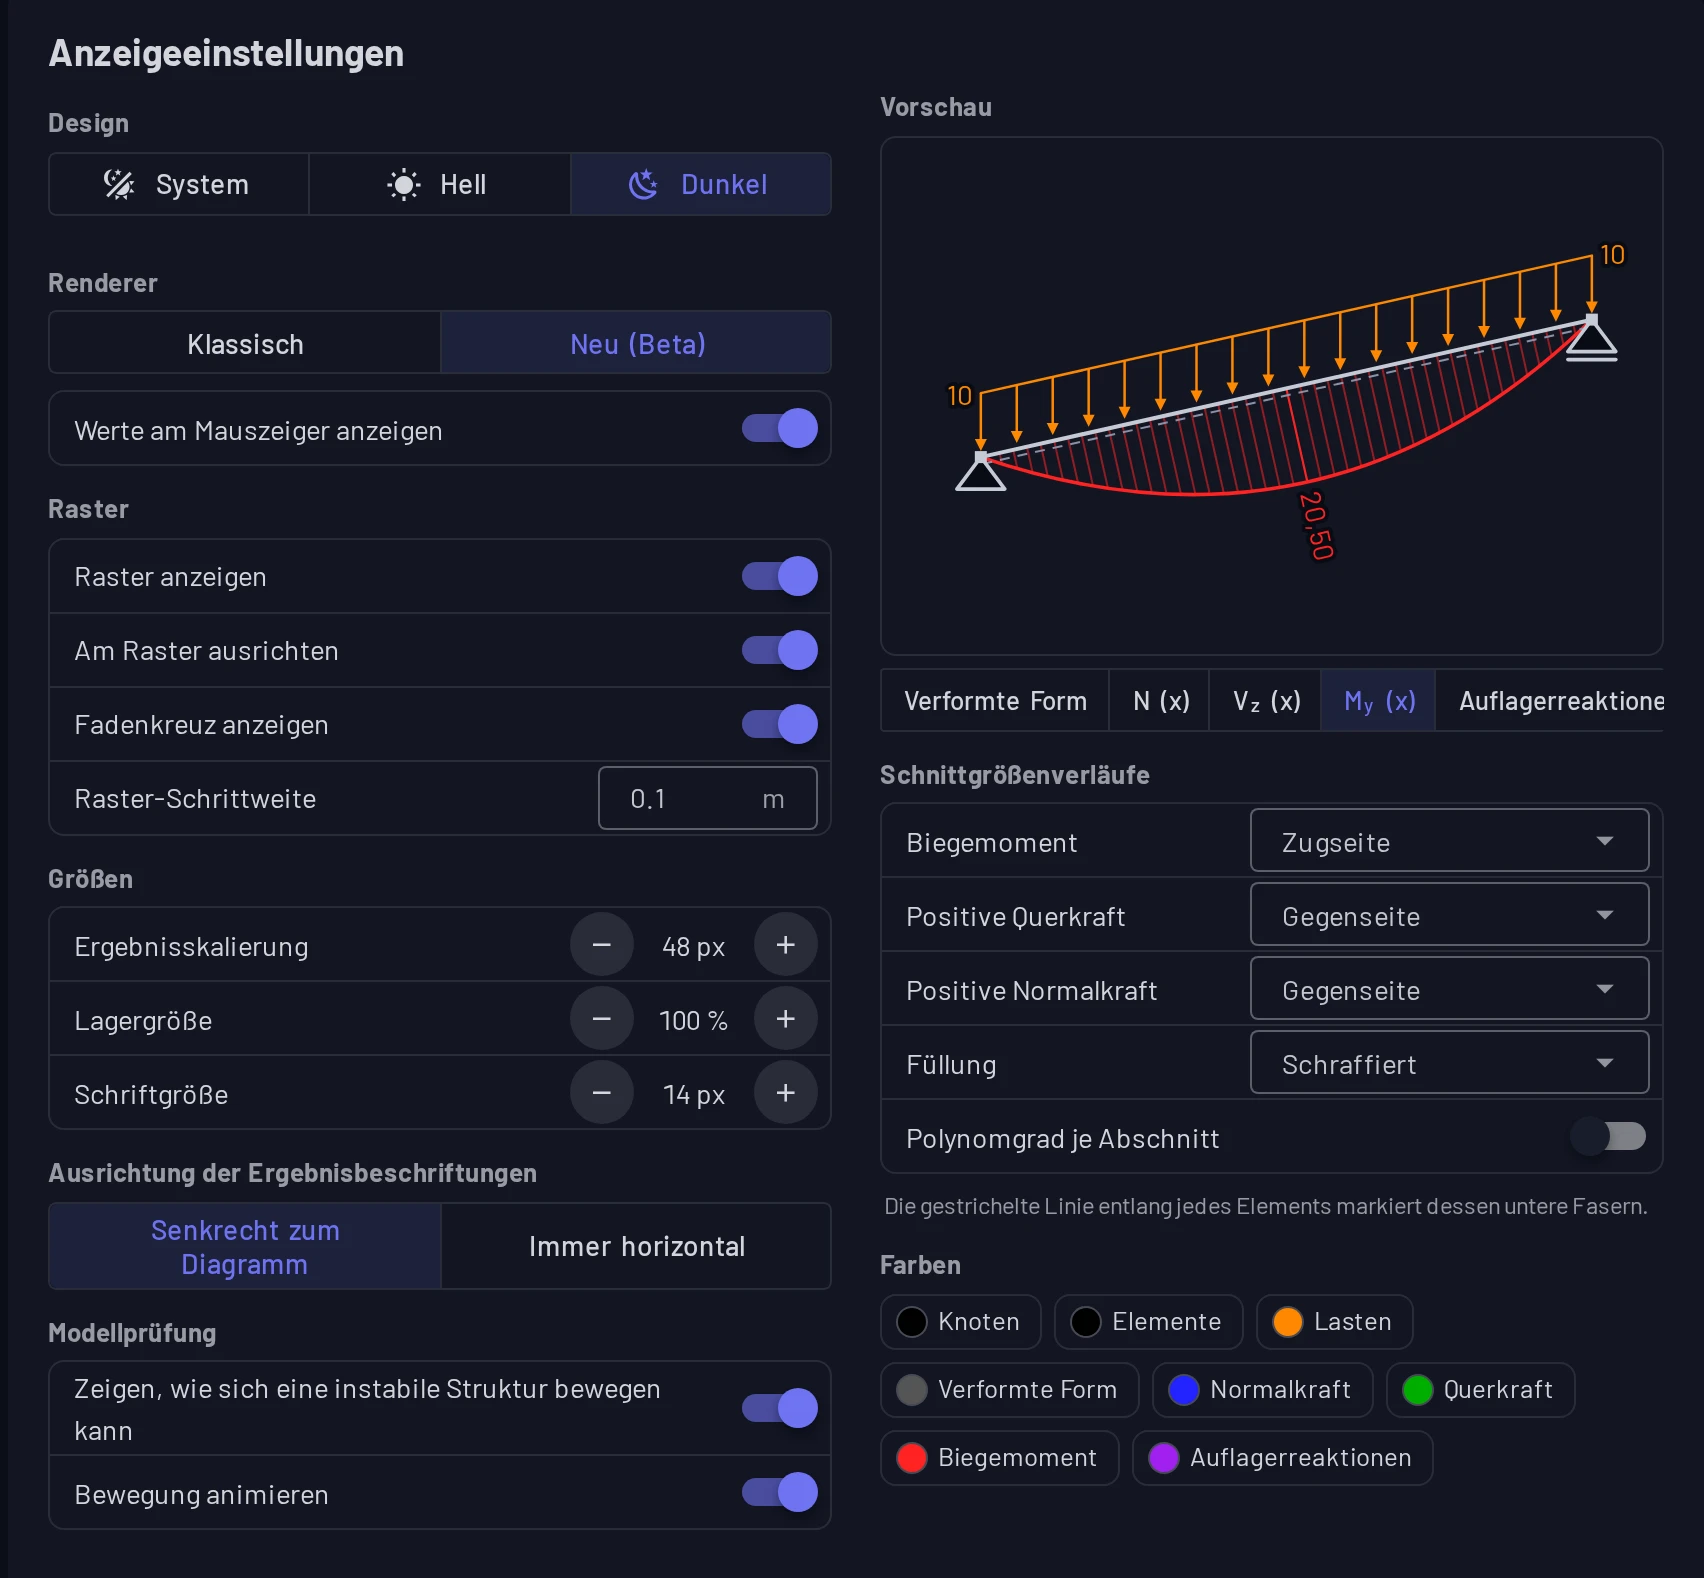 Anzeigeeinstellungen
Design
System
Hell
Dunkel
Renderer
Klassisch
Neu (Beta)
Werte am Mauszeiger anzeigen
Raster
Raster anzeigen
Am Raster ausrichten
Fadenkreuz anzeigen
Raster-Schrittweite
0.1 m
Größen
Ergebnisskalierung
− 48 px +
Lagergröße
− 100 % +
Schriftgröße
− 14 px +
Ausrichtung der Ergebnisbeschriftungen
Senkrecht zum
Diagramm
Immer horizontal
Modellprüfung
Zeigen, wie sich eine instabile Struktur bewegen
kann
Bewegung animieren
Vorschau
10
10
20,50
Verformte Form
N (x)
Vz (x)
My (x)
Auflagerreaktione
Schnittgrößenverläufe
Biegemoment
Zugseite
Positive Querkraft
Gegenseite
Positive Normalkraft
Gegenseite
Füllung
Schraffiert
Polynomgrad je Abschnitt
Die gestrichelte Linie entlang jedes Elements markiert dessen untere Fasern.
Farben
Knoten
Elemente
Lasten
Verformte Form
Normalkraft
Querkraft
Biegemoment
Auflagerreaktionen